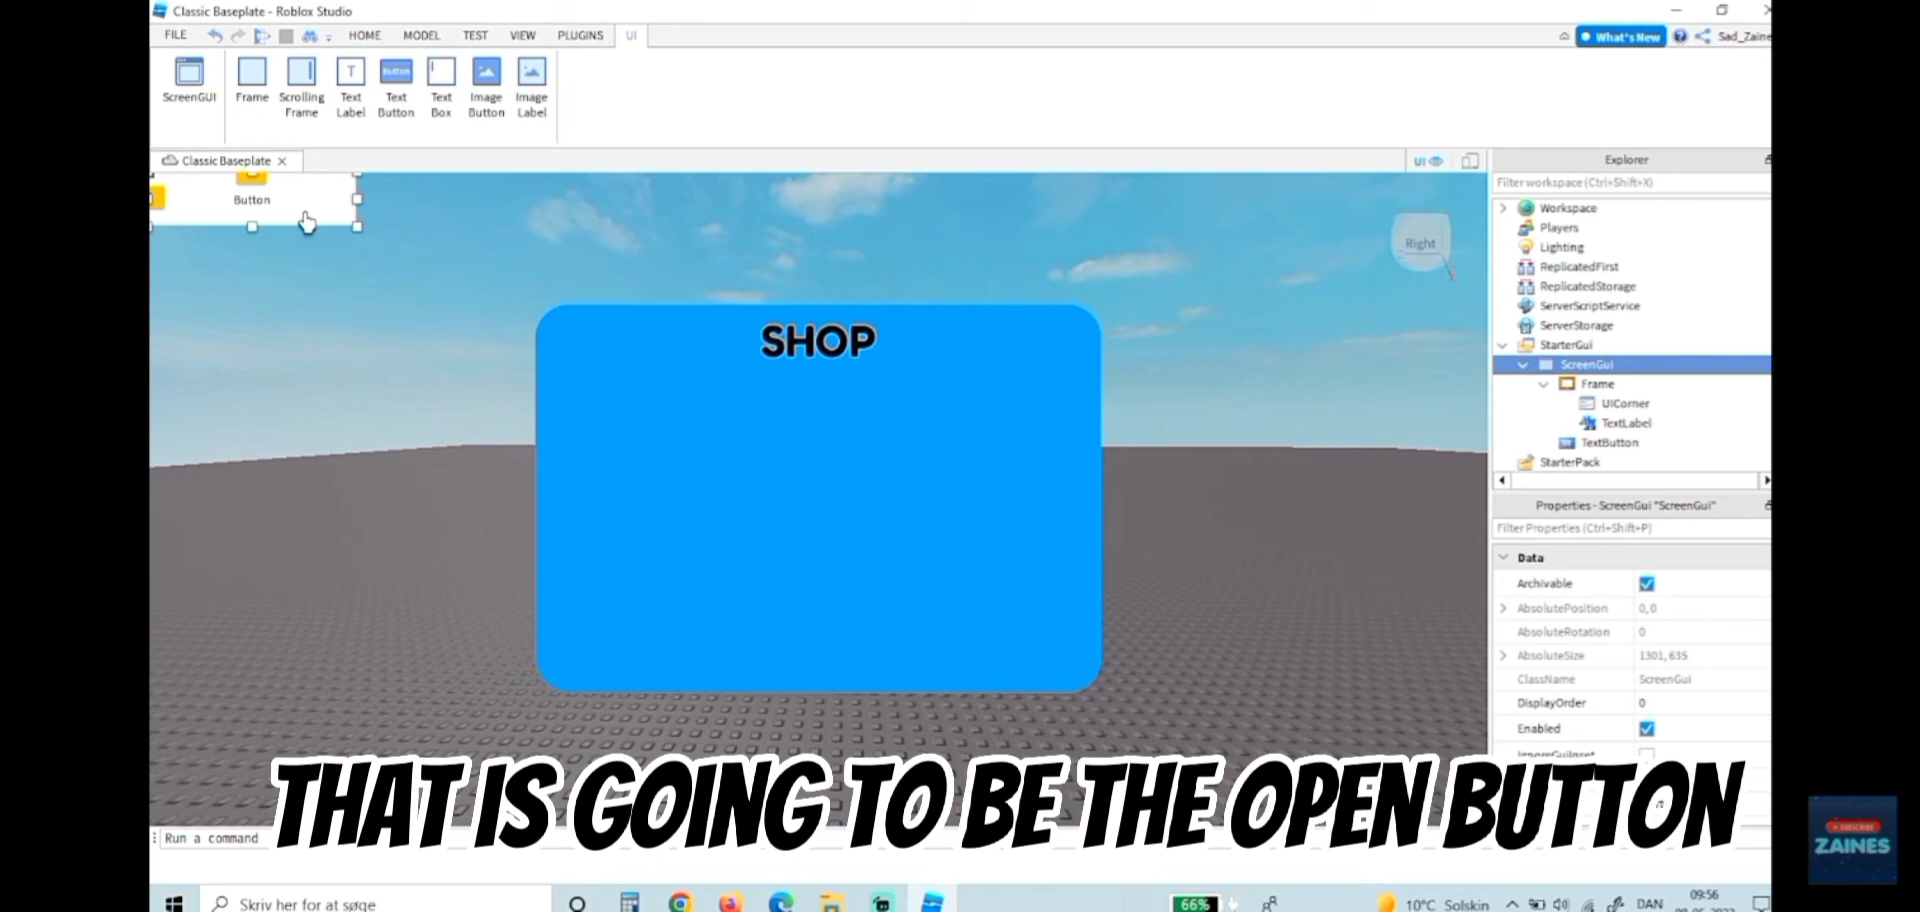 Classic Baseplate - Roblox Studio
FILE HOME MODEL TEST VIEW PLUGINS UI
What's New
ScreenGUI
Frame
Scrolling Frame
Text Label
Button
Text Button
Text Box
Image Button
Image Label
Classic Baseplate
UI
Button
Right
SHOP
Explorer
Filter workspace (Ctrl+Shift+X)
Workspace
Players
Lighting
ReplicatedFirst
ReplicatedStorage
ServerScriptService
ServerStorage
StarterGui
ScreenGui
Frame
UICorner
TextLabel
TextButton
StarterPack
Properties - ScreenGui "ScreenGui"
Filter Properties (Ctrl+Shift+P)
Data
Archivable
AbsolutePosition 0, 0
AbsoluteRotation 0
AbsoluteSize 1301, 635
ClassName ScreenGui
DisplayOrder 0
Enabled
THAT IS GOING TO BE THE OPEN BUTTON
Run a command
SUBSCRIBE
ZAINES
Skriv her for at søge
66%
10°C Solskin
DAN
09:56